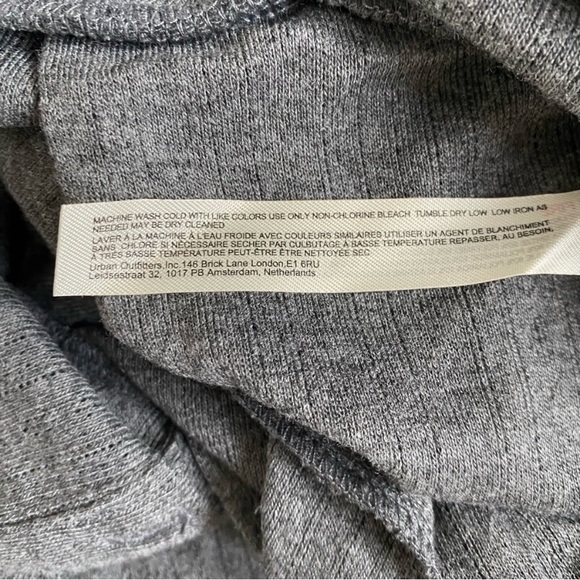 MACHINE WASH COLD WITH LIKE COLORS USE ONLY NON-CHLORINE BLEACH. TUMBLE DRY LOW. LOW IRON AS
NEEDED MAY BE DRY CLEANED
LAVER À LA MACHINE À L'EAU FROIDE AVEC COULEURS SIMILAIRES UTILISER UN AGENT DE BLANCHIMENT
SANS CHLORE SI NÉCESSAIRE SECHER PAR CULBUTAGE À BASSE TEMPERATURE REPASSER, AU BESOIN,
À TRÈS BASSE TEMPÉRATURE PEUT-ÊTRE ÊTRE NETTOYÉE SEC
Urban Outfitters,Inc.146 Brick Lane London,E1 6RU
Leidsestraat 32, 1017 PB Amsterdam, Netherlands